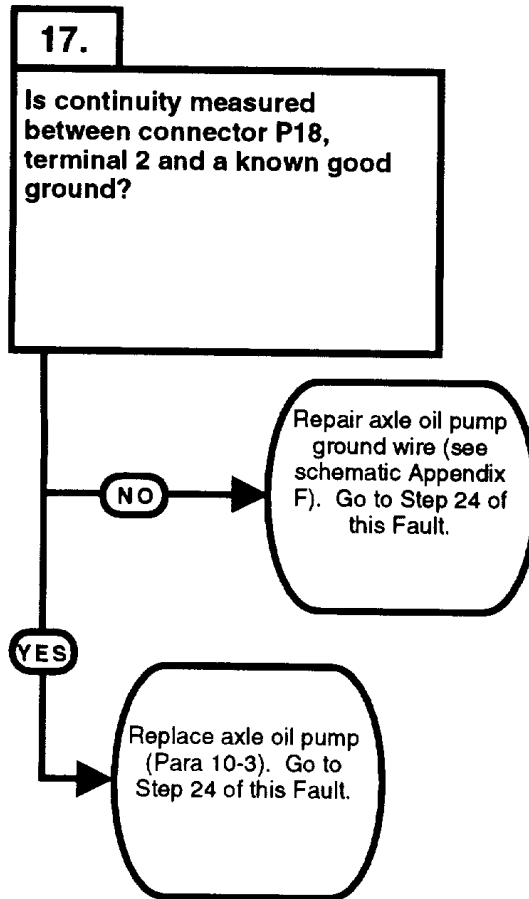 17.
Is continuity measured
between connector P18,
terminal 2 and a known good
ground?
Repair axle oil pump
ground wire (see
schematic Appendix
F). Go to Step 24 of
this Fault.
NO
YES
Replace axle oil pump
(Para 10-3). Go to
Step 24 of this Fault.